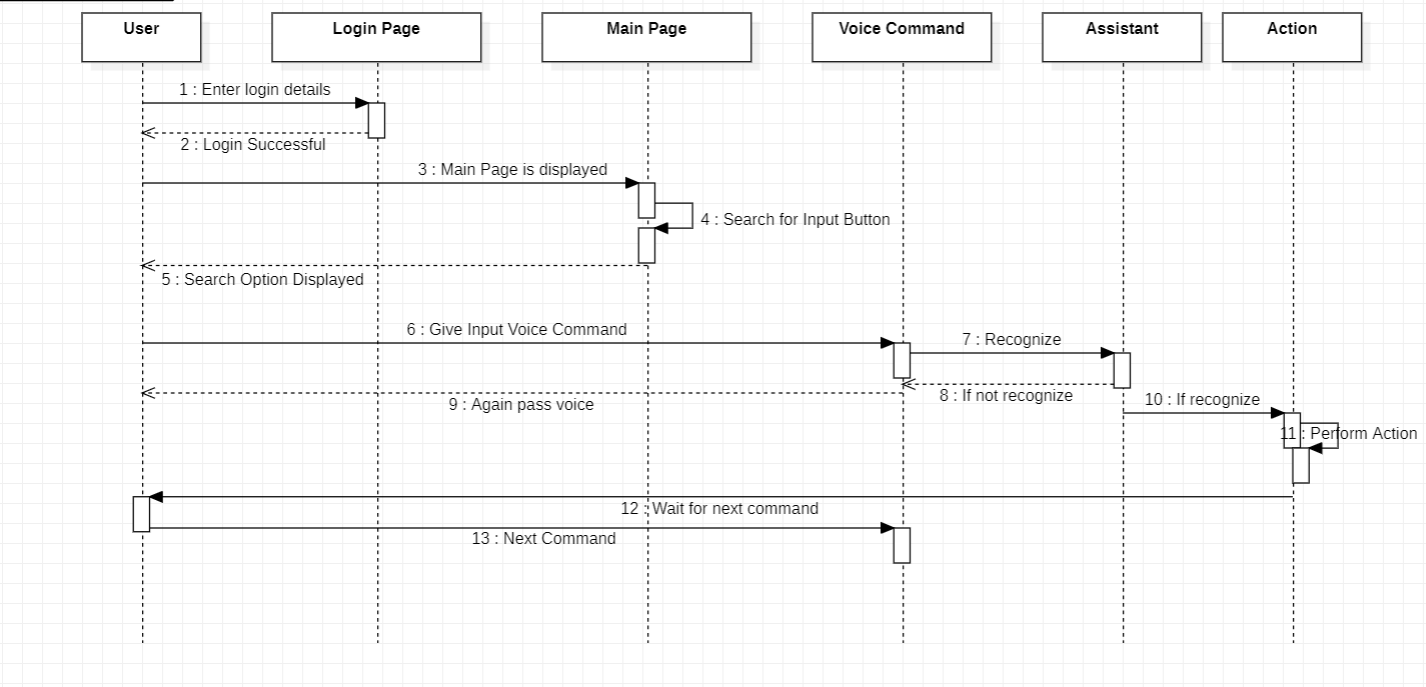 User
Login Page
Main Page
Voice Command
Assistant
Action
1 : Enter login details
2 : Login Successful
3 : Main Page is displayed
4 : Search for Input Button
5 : Search Option Displayed
6 : Give Input Voice Command
7 : Recognize
8 : If not recognize
9 : Again pass voice
10 : If recognize
11 : Perform Action
12 : Wait for next command
13 : Next Command